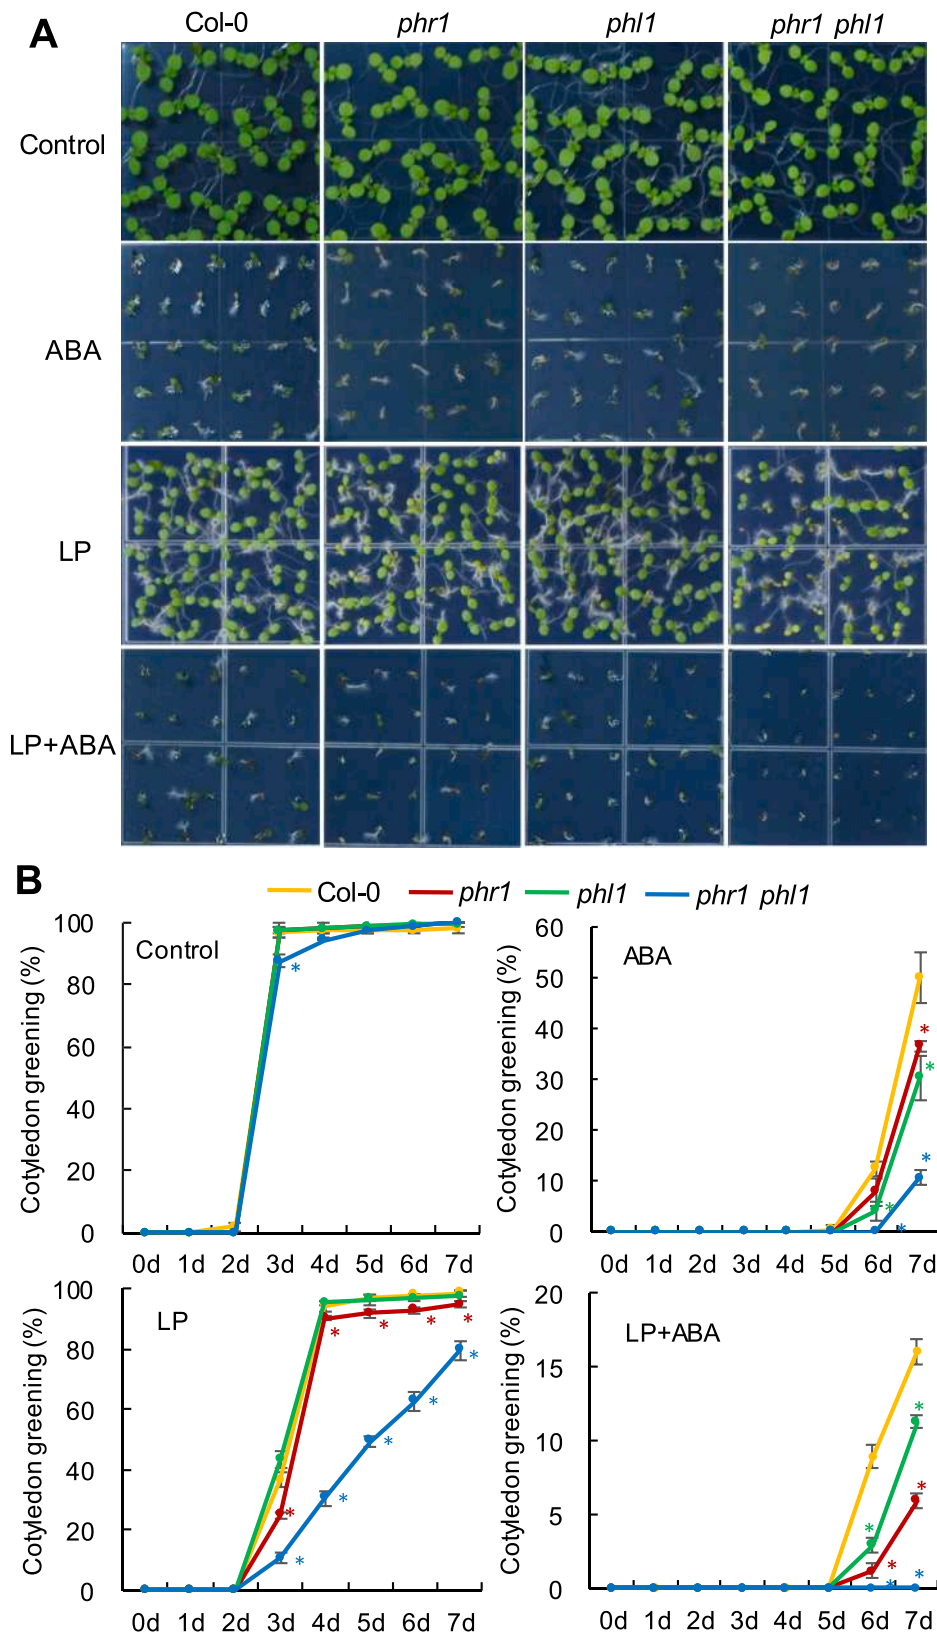 A
Col-0 phr1 phl1 phr1 phl1
Control
ABA
LP
LP+ABA
B
Col-0 phr1 phl1 phr1 phl1
Control
Cotyledon greening (%)
100
80
60
40
20
0
0d 1d 2d 3d 4d 5d 6d 7d
ABA
Cotyledon greening (%)
60
50
40
30
20
10
0
0d 1d 2d 3d 4d 5d 6d 7d
LP
Cotyledon greening (%)
100
80
60
40
20
0
0d 1d 2d 3d 4d 5d 6d 7d
LP+ABA
Cotyledon greening (%)
20
15
10
5
0
0d 1d 2d 3d 4d 5d 6d 7d